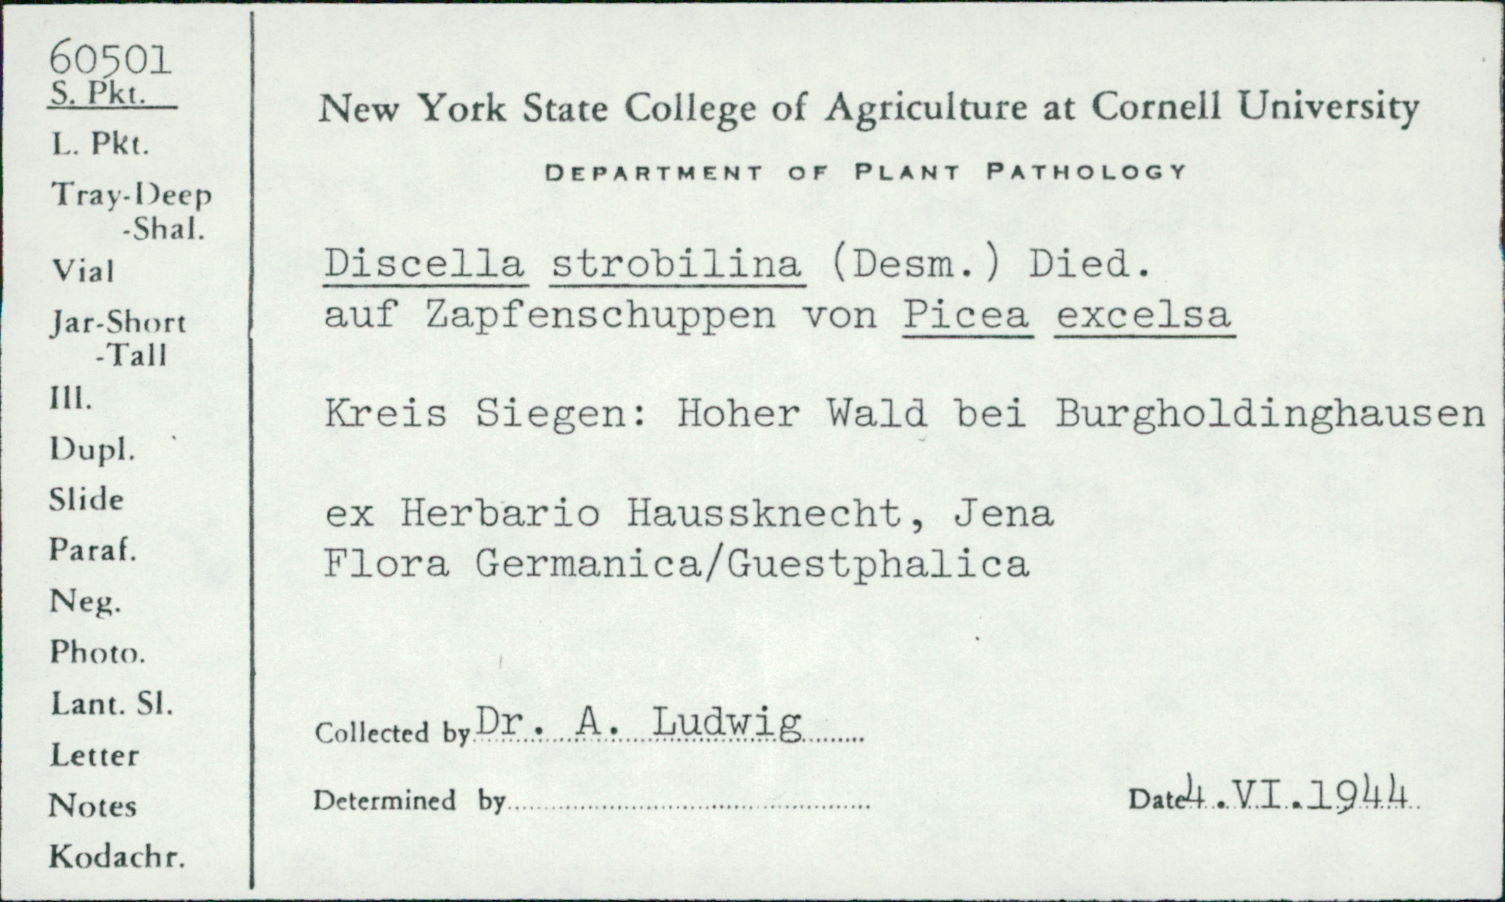 60501
S. Pkt.
L. Pkt.
Tray-Deep
-Shal.
Vial
Jar-Short
-Tall
Ill.
Dupl.
Slide
Paraf.
Neg.
Photo.
Lant. Sl.
Letter
Notes
Kodachr.
New York State College of Agriculture at Cornell University
DEPARTMENT OF PLANT PATHOLOGY
Discella strobilina (Desm.) Died.
auf Zapfenschuppen von Picea excelsa
Kreis Siegen: Hoher Wald bei Burgholdinghausen
ex Herbario Haussknecht, Jena
Flora Germanica/Guestphalica
Collected by Dr. A. Ludwig
Determined by
Date 4.VI.1944